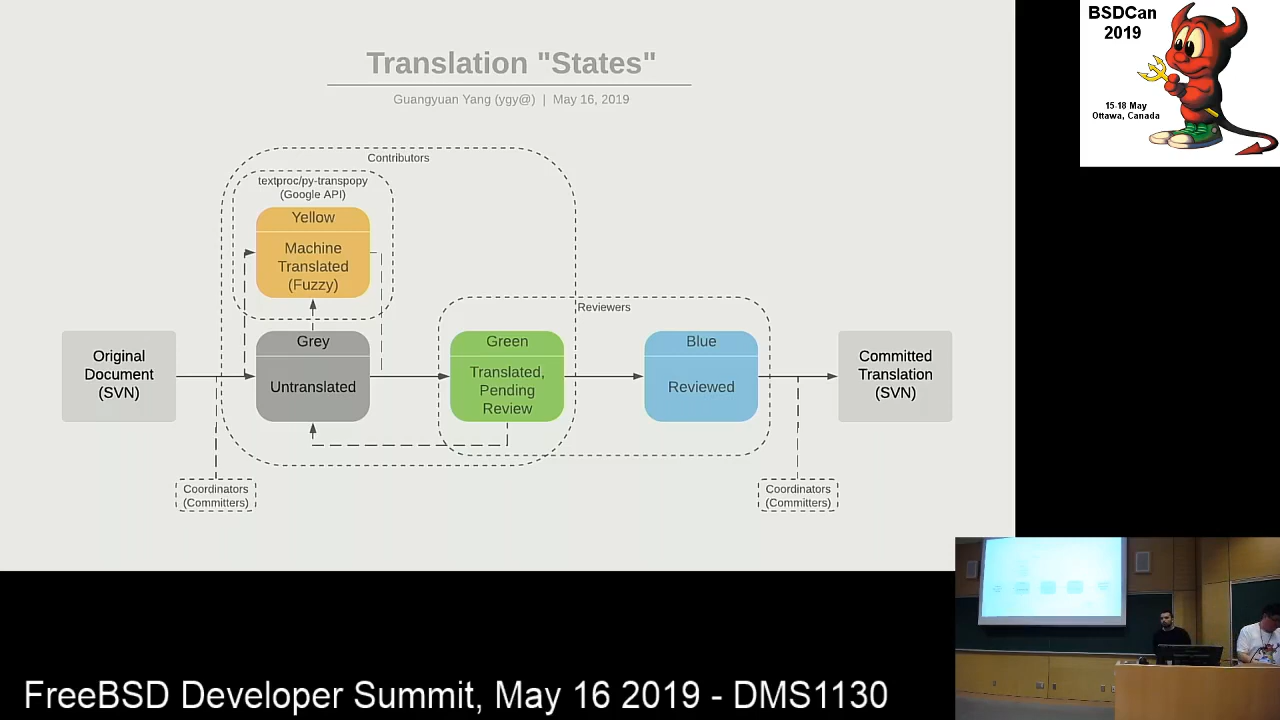 Translation "States"
Guangyuan Yang (ygy@) | May 16, 2019
Contributors
textproc/py-transpopy
(Google API)
Yellow
Machine
Translated
(Fuzzy)
Reviewers
Original
Document
(SVN)
Grey
Untranslated
Green
Translated,
Pending
Review
Blue
Reviewed
Committed
Translation
(SVN)
Coordinators
(Committers)
Coordinators
(Committers)
BSDCan
2019
15-18 May
Ottawa, Canada
FreeBSD Developer Summit, May 16 2019 - DMS1130